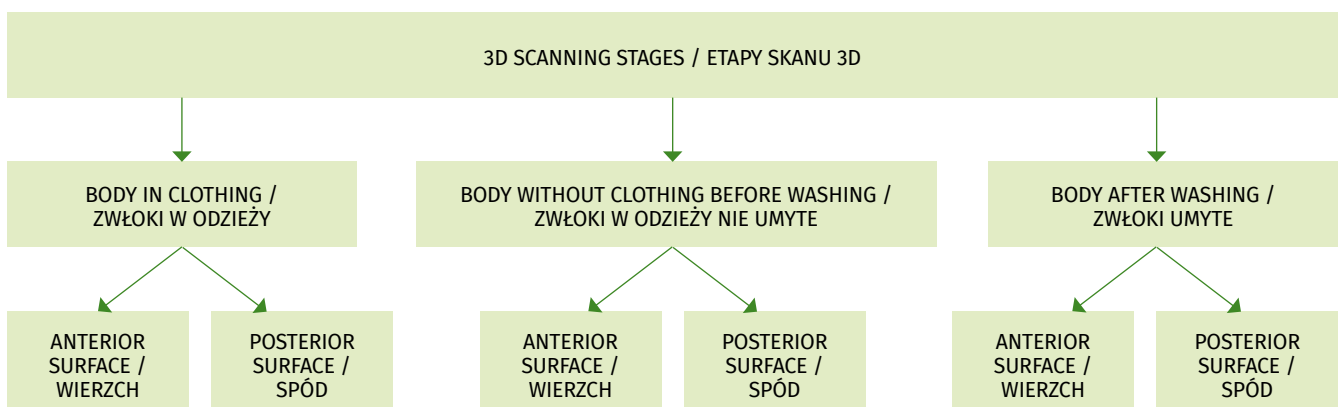 3D SCANNING STAGES / ETAPY SKANU 3D
BODY IN CLOTHING /
ZWŁOKI W ODZIEŻY
BODY WITHOUT CLOTHING BEFORE WASHING /
ZWŁOKI W ODZIEŻY NIE UMYTE
BODY AFTER WASHING /
ZWŁOKI UMYTE
ANTERIOR
SURFACE /
WIERZCH
POSTERIOR
SURFACE /
SPÓD
ANTERIOR
SURFACE /
WIERZCH
POSTERIOR
SURFACE /
SPÓD
ANTERIOR
SURFACE /
WIERZCH
POSTERIOR
SURFACE /
SPÓD